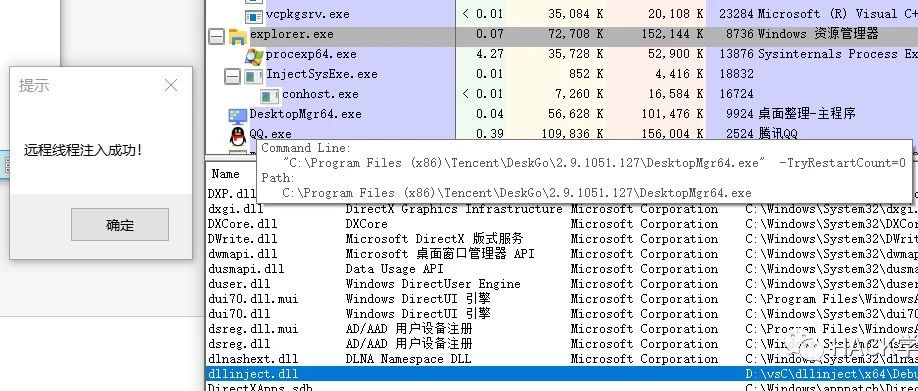 vcpkgsrv.exe < 0.01 35,084 K 20,108 K 23284 Microsoft (R) Visual C+
explorer.exe 0.07 72,708 K 152,144 K 8736 Windows 资源管理器
procexp64.exe 4.27 35,728 K 52,900 K 13876 Sysinternals Process Ex
InjectSysExe.exe 0.01 852 K 4,416 K 18832
conhost.exe < 0.01 7,260 K 16,584 K 16724
DesktopMgr64.exe 0.04 56,628 K 101,476 K 9924 桌面整理-主程序
QQ.exe 0.39 109,836 K 156,004 K 2524 腾讯QQ
提示
远程线程注入成功!
确定
Command Line:
"C:\Program Files (x86)\Tencent\DeskGo\2.9.1051.127\DesktopMgr64.exe" -TryRestartCount=0
Path:
C:\Program Files (x86)\Tencent\DeskGo\2.9.1051.127\DesktopMgr64.exe
Name
DXP.dll
dxgi.dll DirectX Graphics Infrastructure Microsoft Corporation C:\Windows\System32\dxgi.d
DXCore.dll DXCore Microsoft Corporation C:\Windows\System32\DXCor
DWrite.dll Microsoft DirectX 版式服务 Microsoft Corporation C:\Windows\System32\DWrit
dwmapi.dll Microsoft 桌面窗口管理器 API Microsoft Corporation C:\Windows\System32\dwmap
dusmapi.dll Data Usage API Microsoft Corporation C:\Windows\System32\dusma
duser.dll Windows DirectUser Engine Microsoft Corporation C:\Windows\System32\duser
dui70.dll.mui Windows DirectUI 引擎 Microsoft Corporation C:\Program Files\Windows
dui70.dll Windows DirectUI 引擎 Microsoft Corporation C:\Windows\System32\dui70
dsreg.dll.mui AD/AAD 用户设备注册 Microsoft Corporation C:\Windows\System32
dsreg.dll AD/AAD 用户设备注册 Microsoft Corporation C:\Windows
dlnashext.dll DLNA Namespace DLL Microsoft Corporation C:\Windows
HACK学
dllinject.dll D:\vsC\dllinject\x64\Debu
DirectXApps.sdb C:\Windows\apppatch\Direc